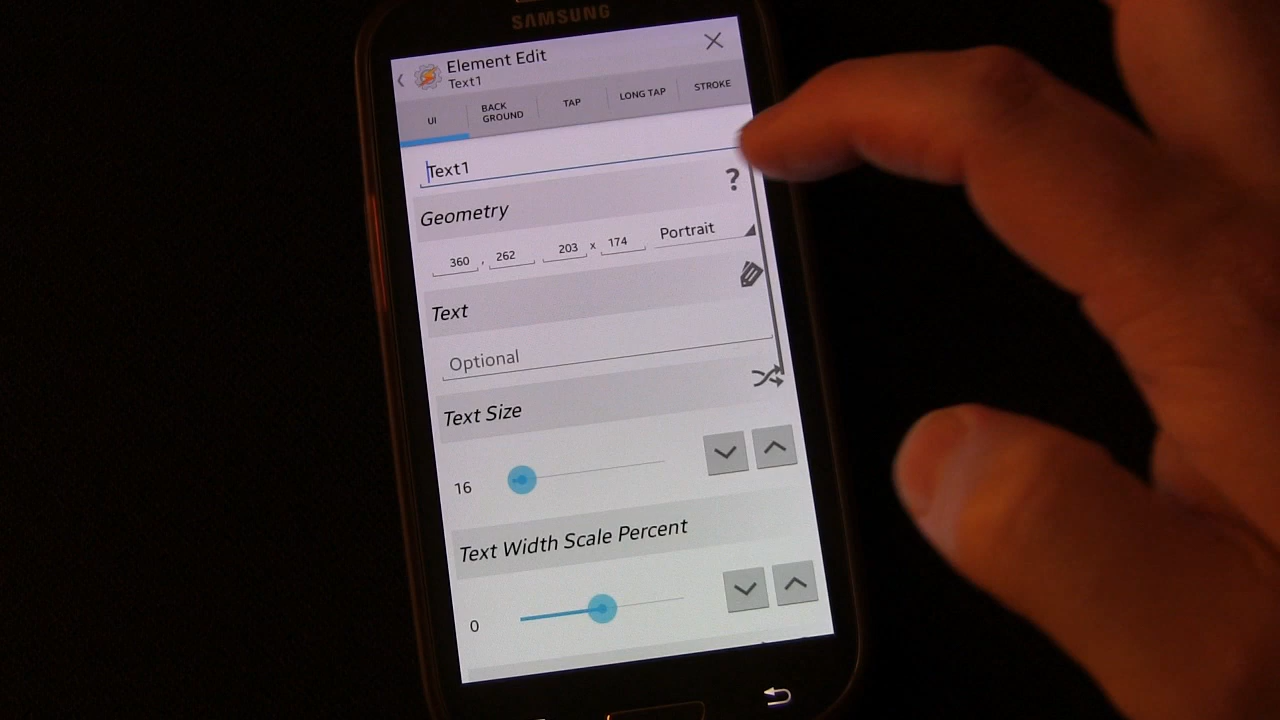 SAMSUNG
Element Edit
Text1
UI
BACK
GROUND
TAP
LONG TAP
STROKE
Text1
Geometry
?
360 , 262 203 x 174 Portrait
Text
Optional
Text Size
16
Text Width Scale Percent
0